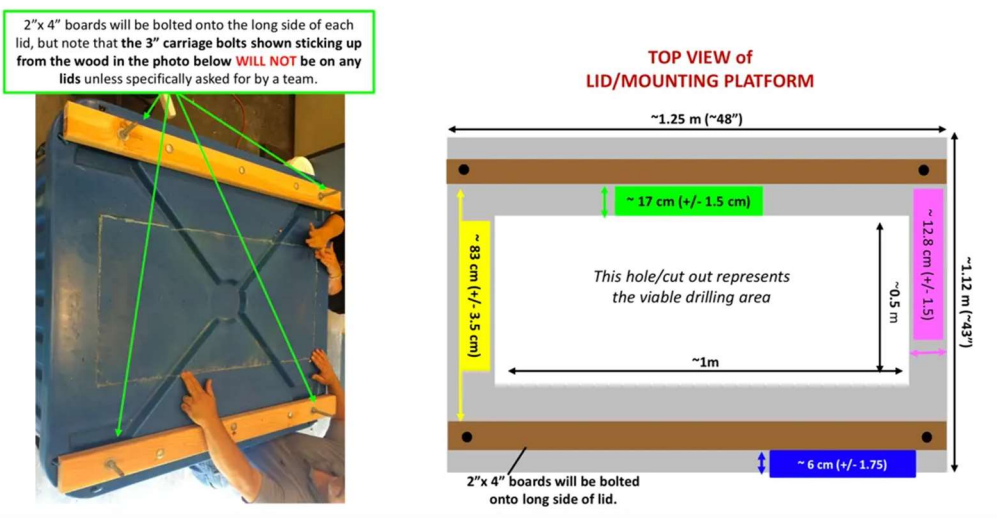 2”x 4” boards will be bolted onto the long side of each
lid, but note that the 3” carriage bolts shown sticking up
from the wood in the photo below WILL NOT be on any
lids unless specifically asked for by a team.
TOP VIEW of
LID/MOUNTING PLATFORM
~1.25 m (~48”)
~ 17 cm (+/- 1.5 cm)
~ 83 cm (+/- 3.5 cm)
This hole/cut out represents
the viable drilling area
~0.5 m
~ 12.8 cm (+/- 1.5)
~1.12 m (~43”)
~1m
~ 6 cm (+/- 1.75)
2”x 4” boards will be bolted
onto long side of lid.